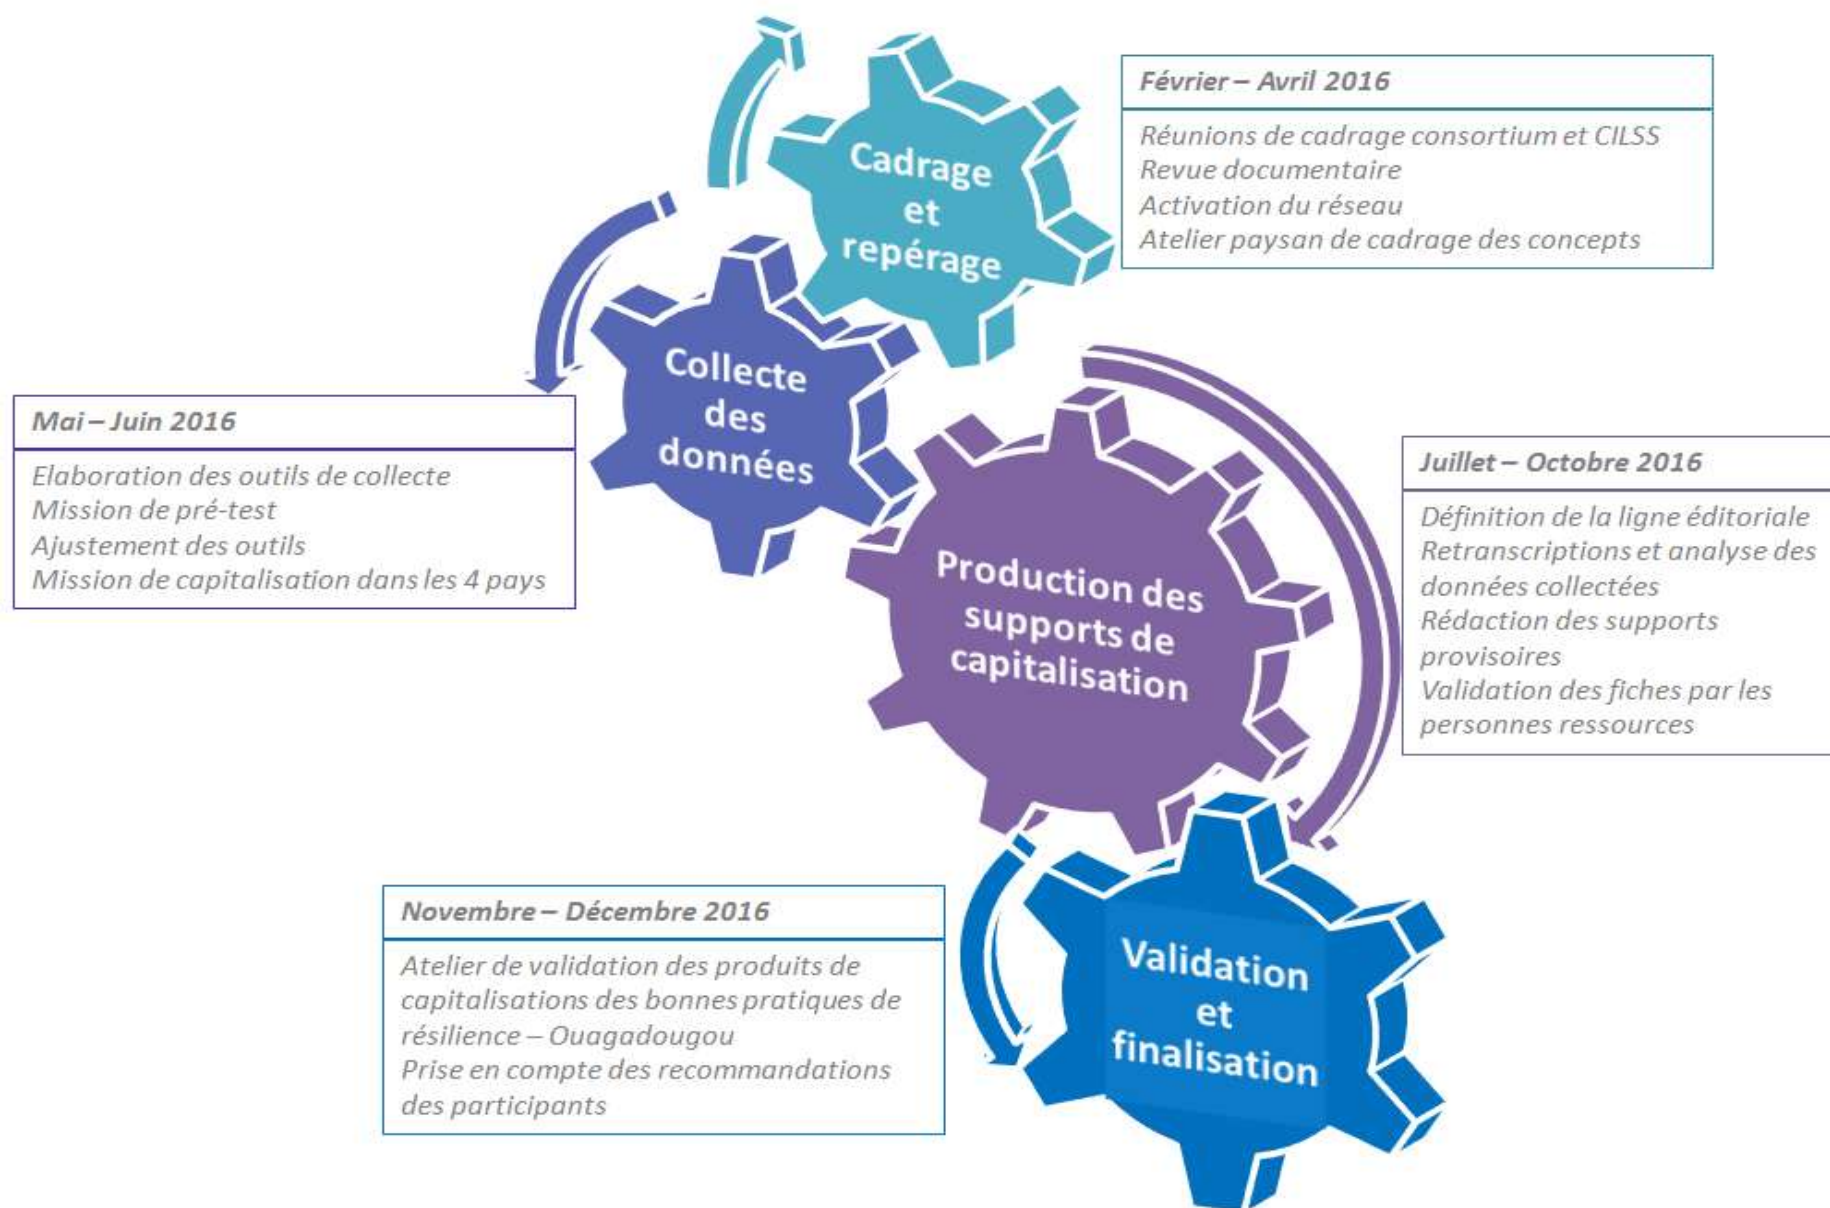 Cadrage
et
repérage
Février – Avril 2016
Réunions de cadrage consortium et CILSS
Revue documentaire
Activation du réseau
Atelier paysan de cadrage des concepts
Collecte
des
données
Mai – Juin 2016
Elaboration des outils de collecte
Mission de pré-test
Ajustement des outils
Mission de capitalisation dans les 4 pays
Production des
supports de
capitalisation
Juillet – Octobre 2016
Définition de la ligne éditoriale
Retranscriptions et analyse des
données collectées
Rédaction des supports
provisoires
Validation des fiches par les
personnes ressources
Validation
et
finalisation
Novembre – Décembre 2016
Atelier de validation des produits de
capitalisations des bonnes pratiques de
résilience – Ouagadougou
Prise en compte des recommandations
des participants